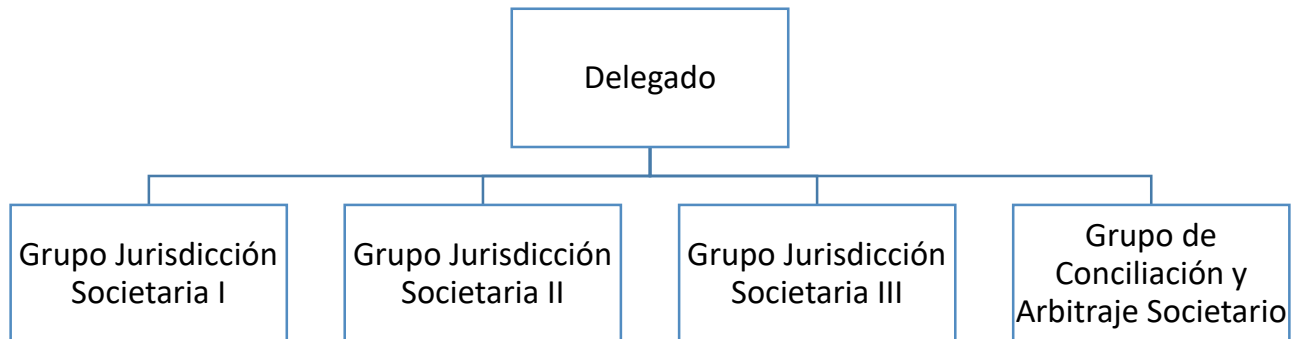 Delegado
Grupo Jurisdicción
Societaria I
Grupo Jurisdicción
Societaria II
Grupo Jurisdicción
Societaria III
Grupo de
Conciliación y
Arbitraje Societario